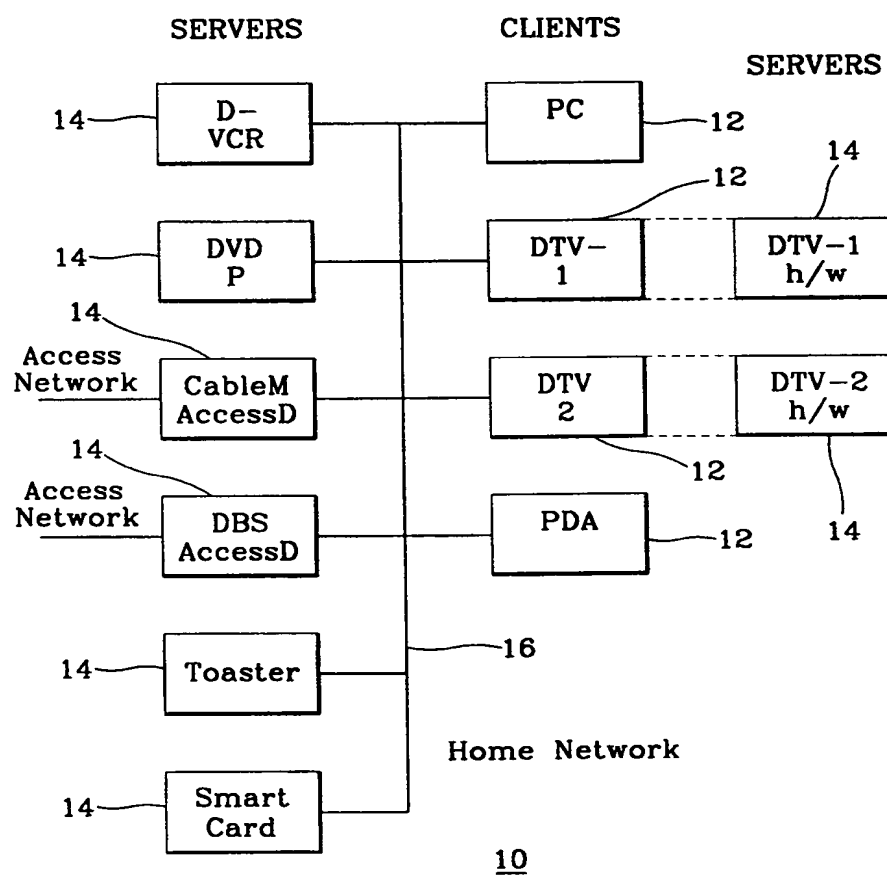 SERVERS
CLIENTS
SERVERS
14
D-
VCR
PC
12
12
14
14
DVD
P
DTV-
1
DTV-1
h/w
14
Access
Network
CableM
AccessD
DTV
2
DTV-2
h/w
14
12
Access
Network
DBS
AccessD
PDA
12
14
14
Toaster
16
Home Network
14
Smart
Card
10